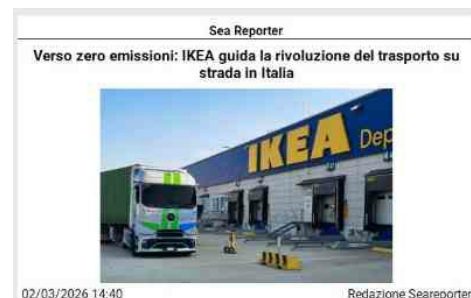 Sea Reporter
Verso zero emissioni: IKEA guida la rivoluzione del trasporto su
strada in Italia
IKEA Dep
02/03/2026 14:40
Redazione Seareporter